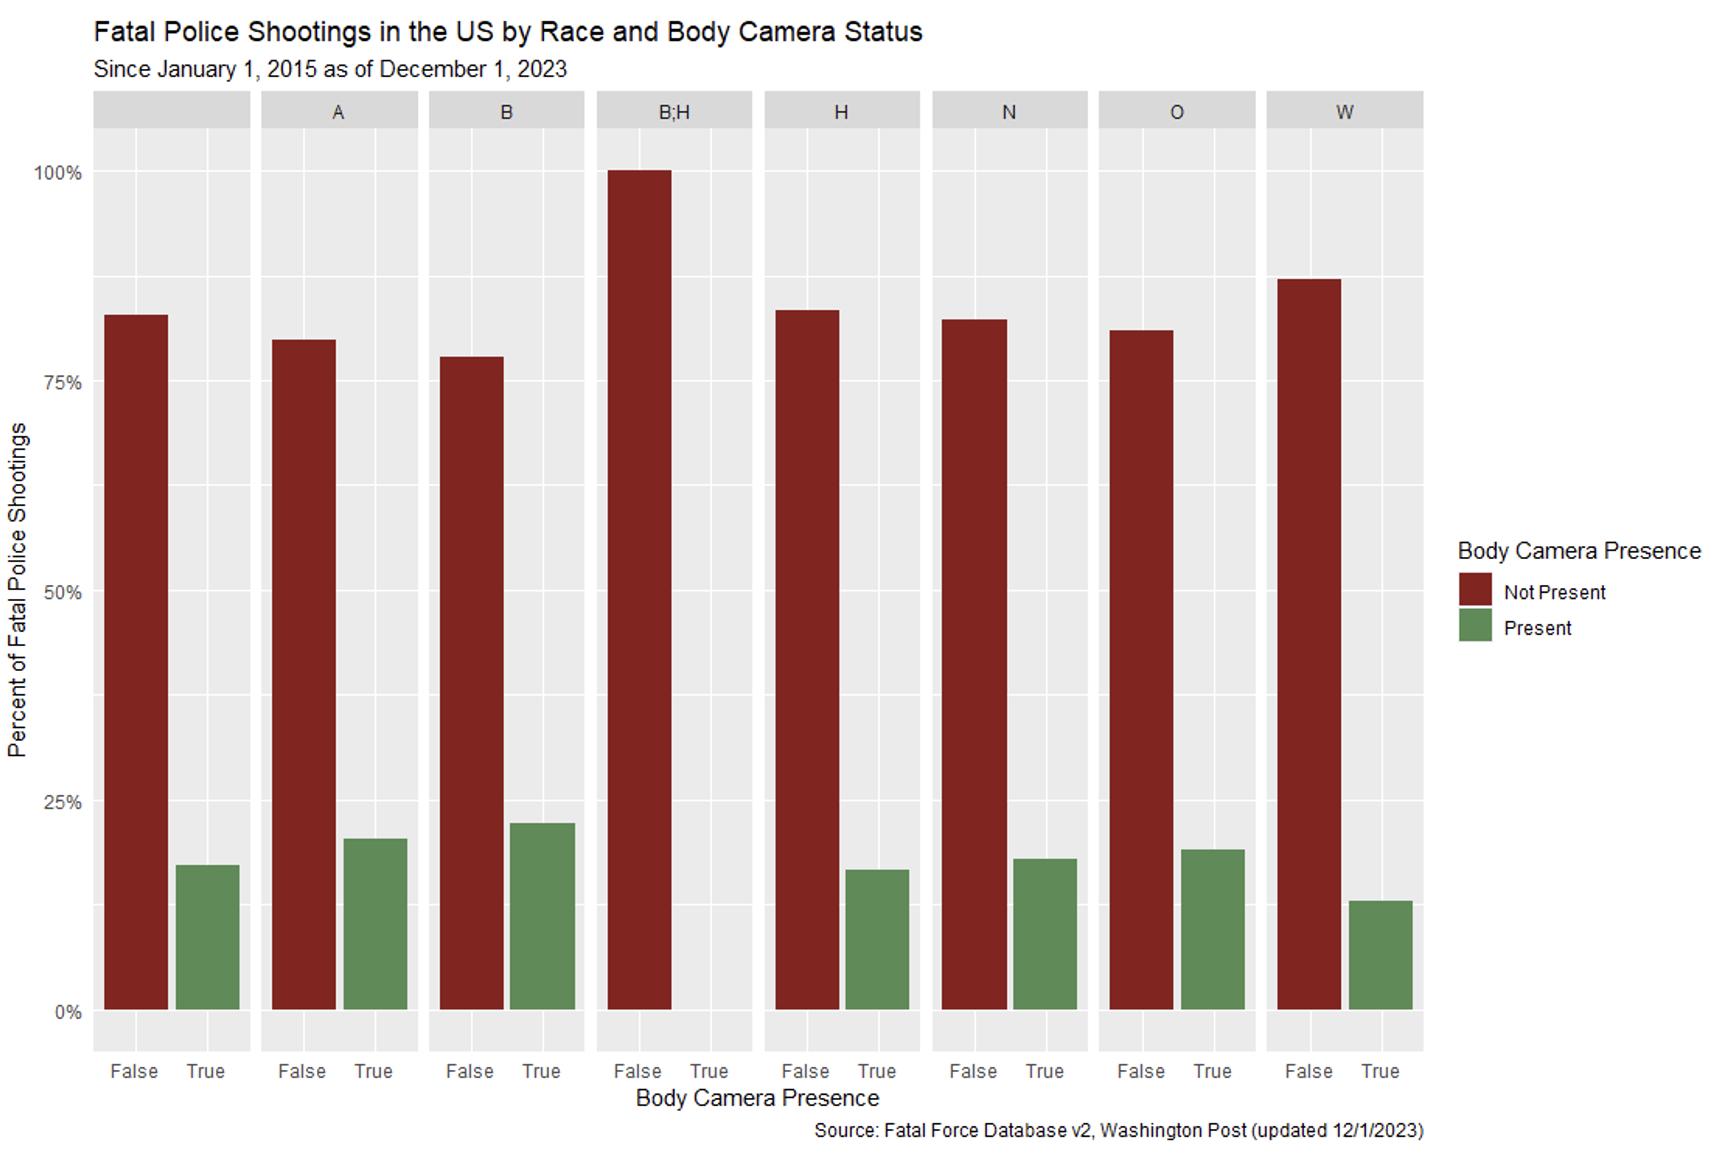 Fatal Police Shootings in the US by Race and Body Camera Status
Since January 1, 2015 as of December 1, 2023
A B B;H H N O W
100%
75%
50%
25%
0%
Percent of Fatal Police Shootings
False True False True False True False True False True False True False True False True
Body Camera Presence
Source: Fatal Force Database v2, Washington Post (updated 12/1/2023)
Body Camera Presence
Not Present
Present